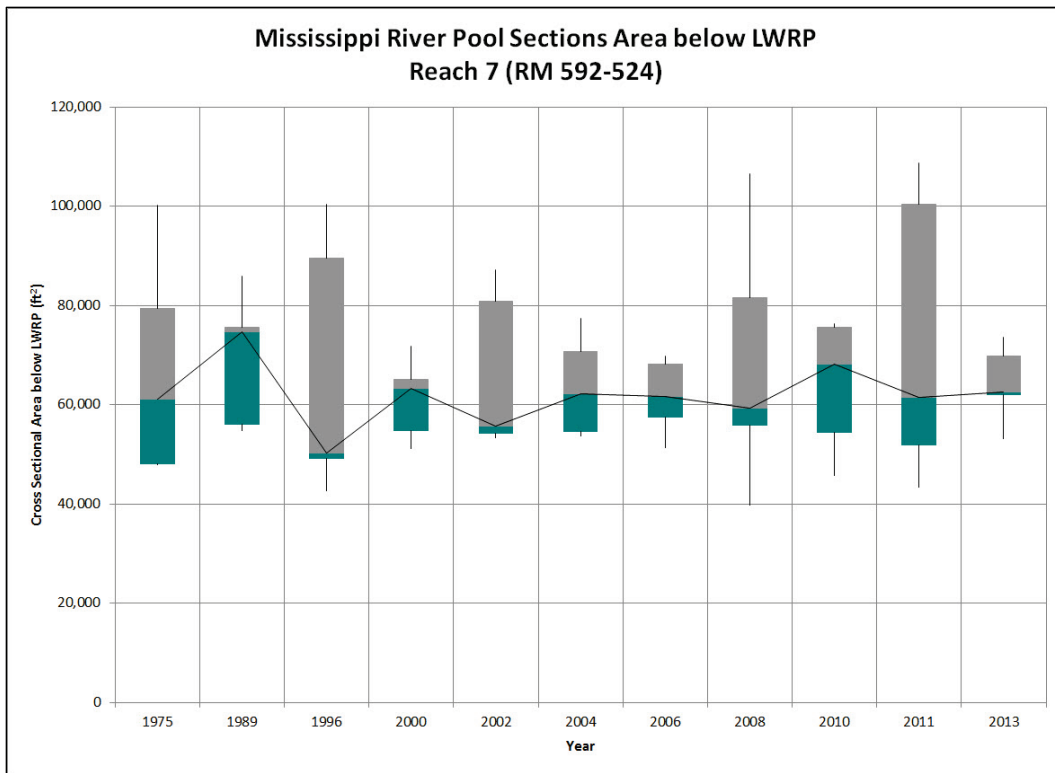 Mississippi River Pool Sections Area below LWRP
Reach 7 (RM 592-524)
120,000
100,000
80,000
60,000
40,000
20,000
0
Cross Sectional Area below LWRP (ft²)
1975 1989 1996 2000 2002 2004 2006 2008 2010 2011 2013
Year